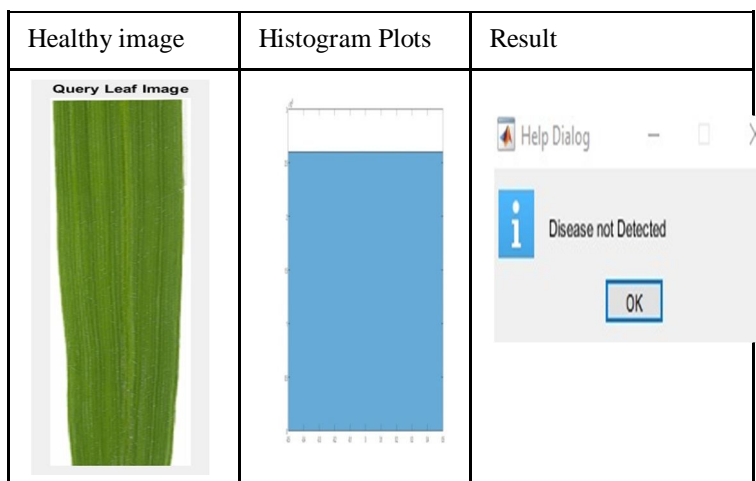 Healthy image
Histogram Plots
Result
Query Leaf Image
Help Dialog
Disease not Detected
OK